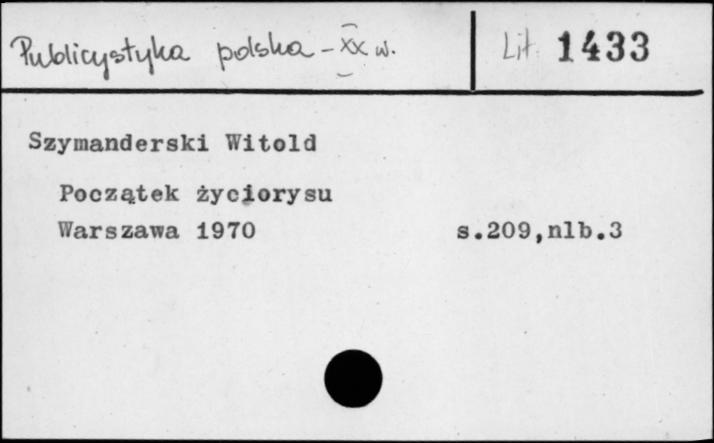 Publicystyka polska - XX w. Lit. 1433
Szymanderski Witold
Początek życiorysu
Warszawa 1970 s.209,nlb.3